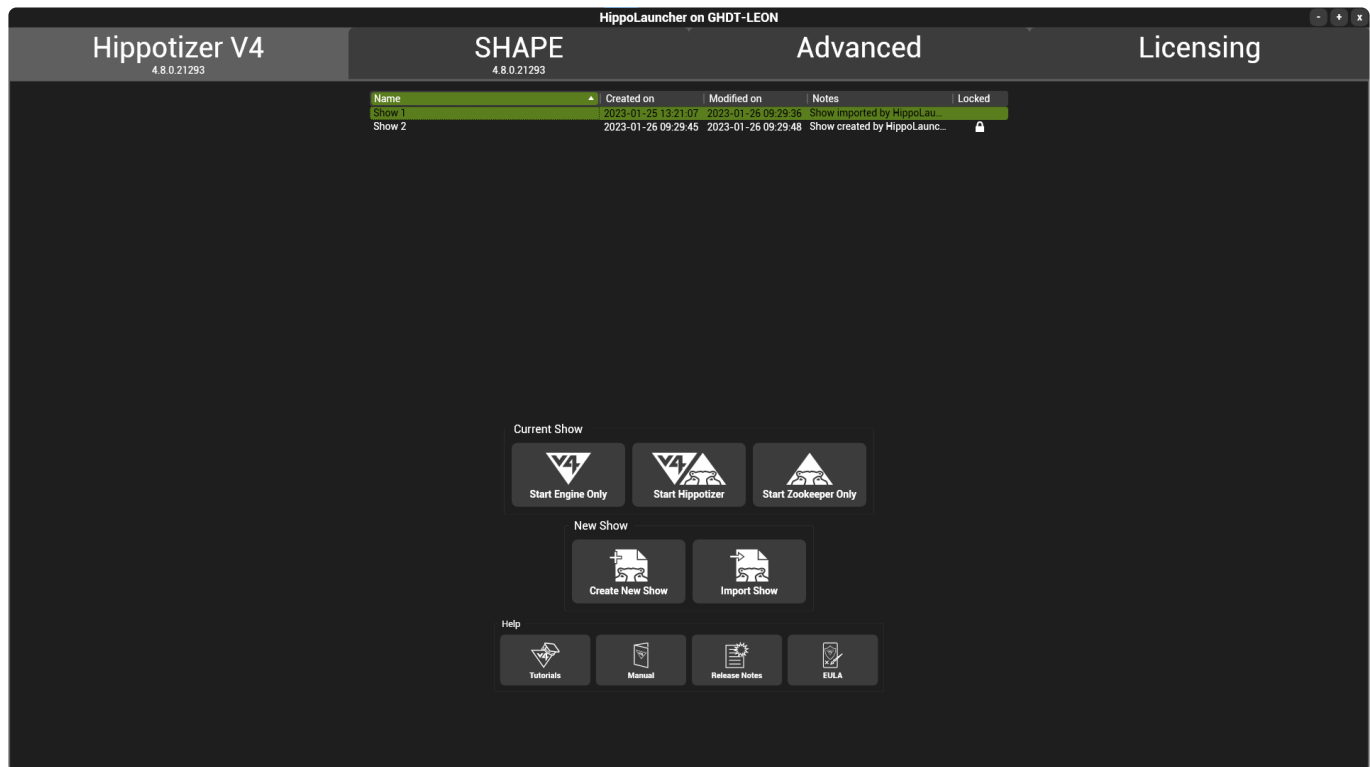 HippoLauncher on GHDT-LEON
- + x
Hippotizer V4 SHAPE Advanced Licensing
4.8.0.21293 4.8.0.21293
Name Created on Modified on Notes Locked
Show 1 2023-01-25 13:21:07 2023-01-26 09:29:36 Show imported by HippoLau...
Show 2 2023-01-26 09:29:45 2023-01-26 09:29:48 Show created by HippoLaunc...
Current Show
V4 V4
Start Engine Only Start Hippotizer Start Zookeeper Only
New Show
Create New Show Import Show
Help
V4
Tutorials Manual Release Notes EULA